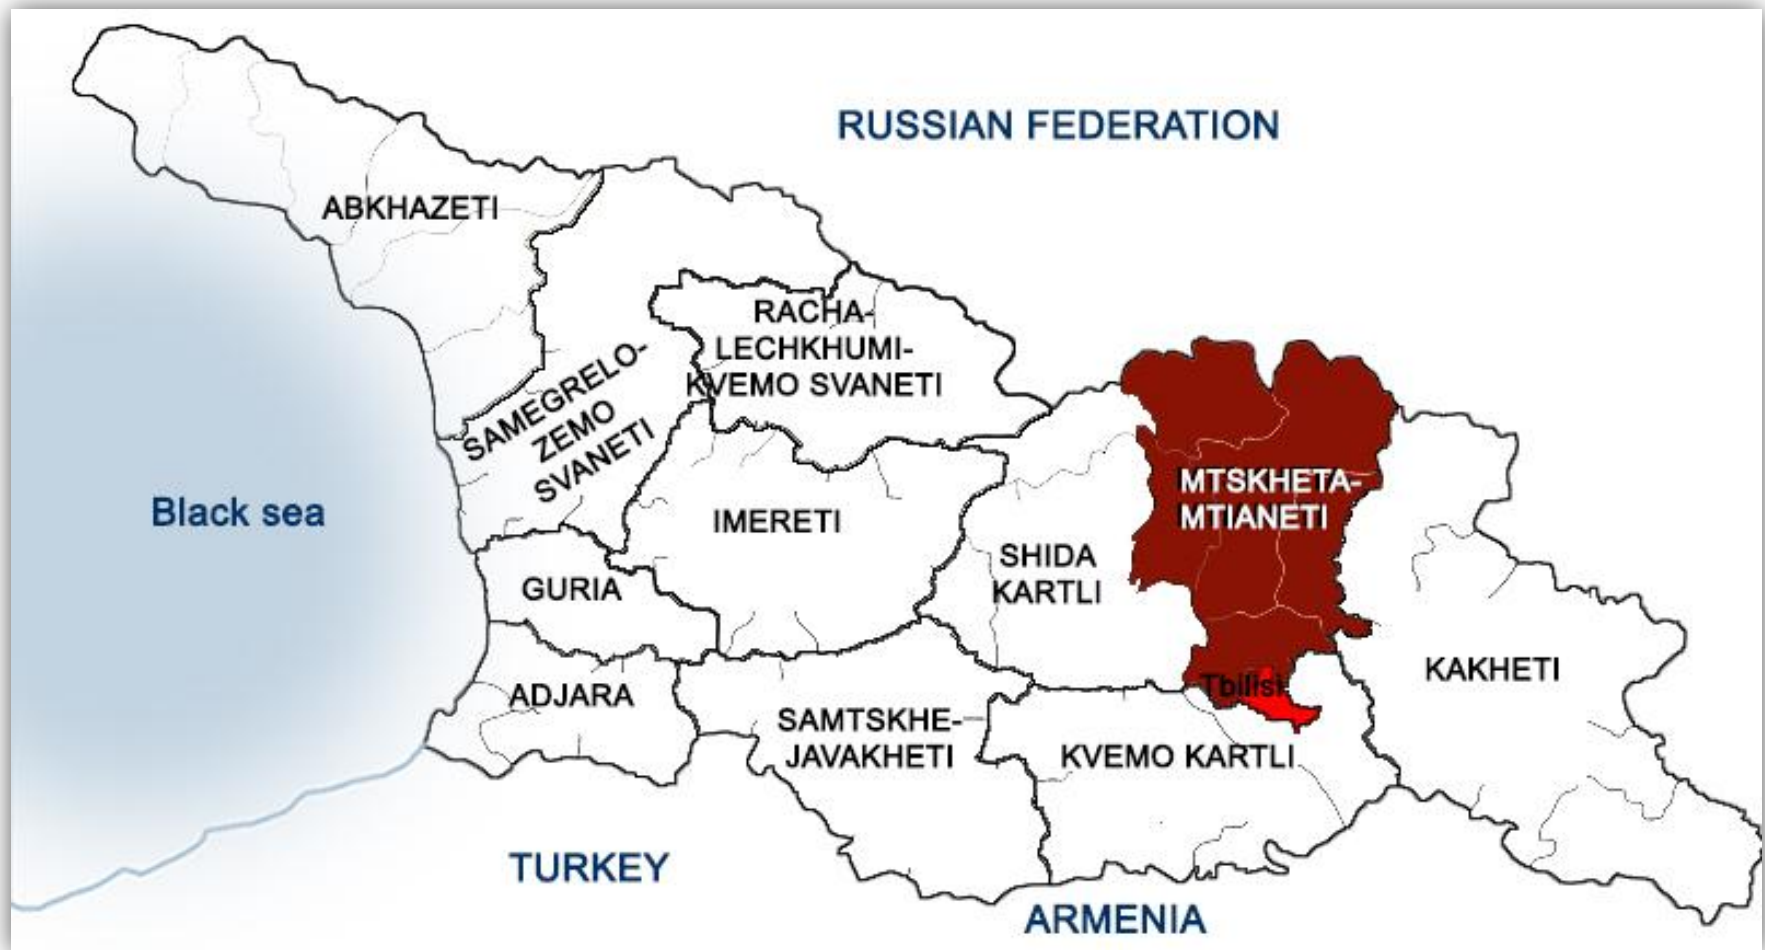 RUSSIAN FEDERATION
ABKHAZETI
RACHA-
LECHKHUMI-
KVEMO SVANETI
SAMEGRELO-
ZEMO
SVANETI
MTSKHETA-
MTIANETI
Black sea
IMERETI
SHIDA
KARTLI
GURIA
KAKHETI
Tbilisi
ADJARA
SAMTSKHE-
JAVAKHETI
KVEMO KARTLI
TURKEY
ARMENIA